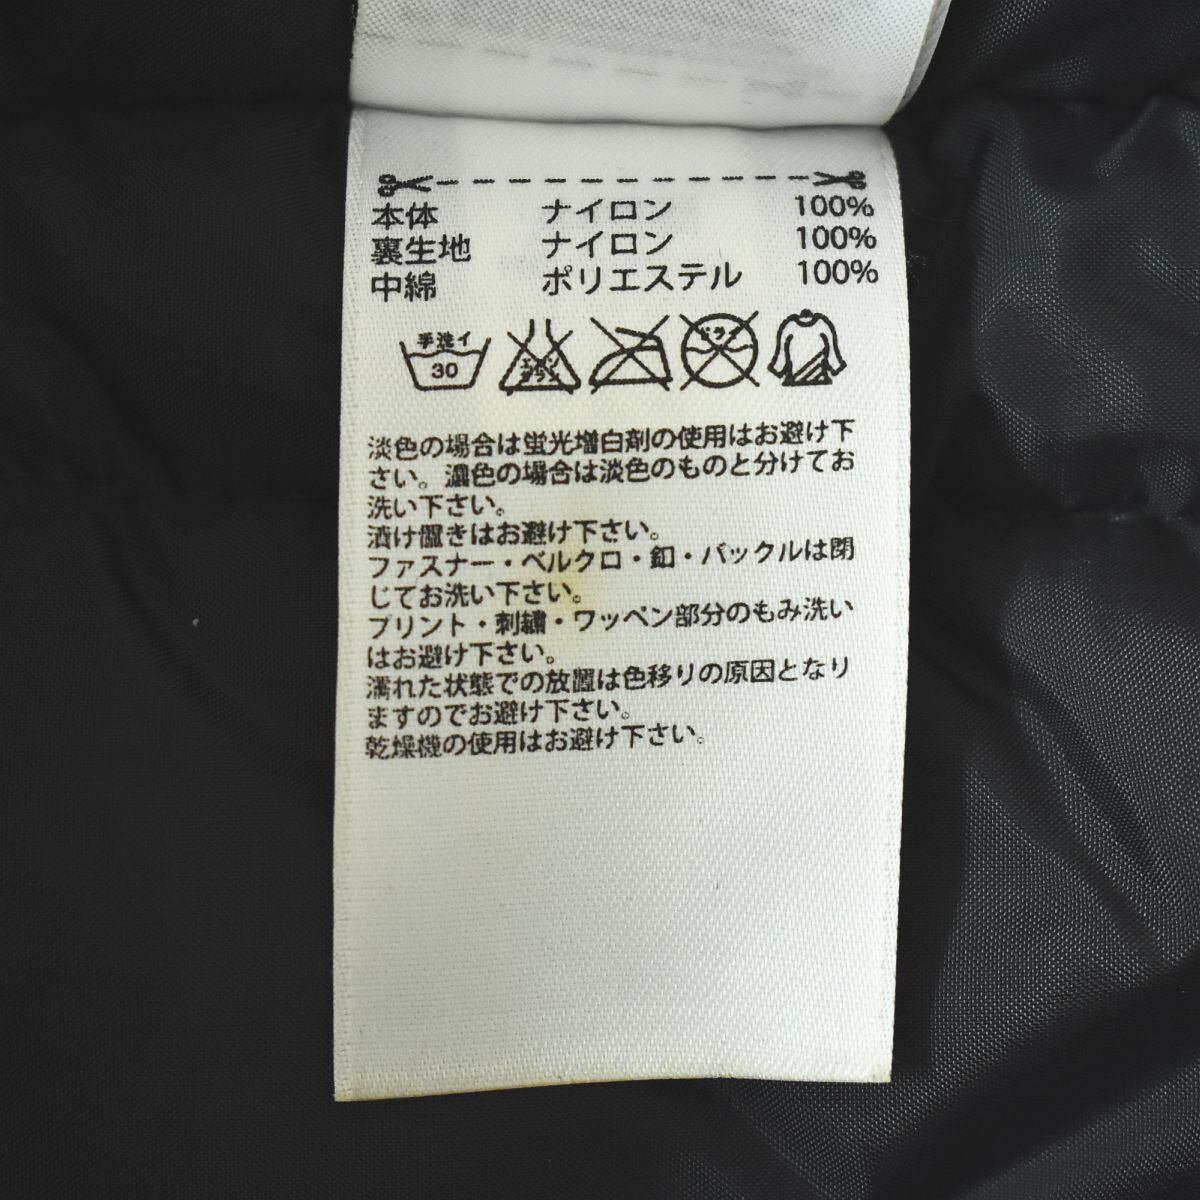 本体 ナイロン 100%
裏生地 ナイロン 100%
中綿 ポリエステル 100%
手洗イ 30 エンソサラシ ドライ
淡色の場合は蛍光増白剤の使用はお避け下
さい。濃色の場合は淡色のものと分けてお
洗い下さい。
漬け置きはお避け下さい。
ファスナー・ベルクロ・釦・バックルは閉
じてお洗い下さい。
プリント・刺繍・ワッペン部分のもみ洗い
はお避け下さい。
濡れた状態での放置は色移りの原因となり
ますのでお避け下さい。
乾燥機の使用はお避け下さい。